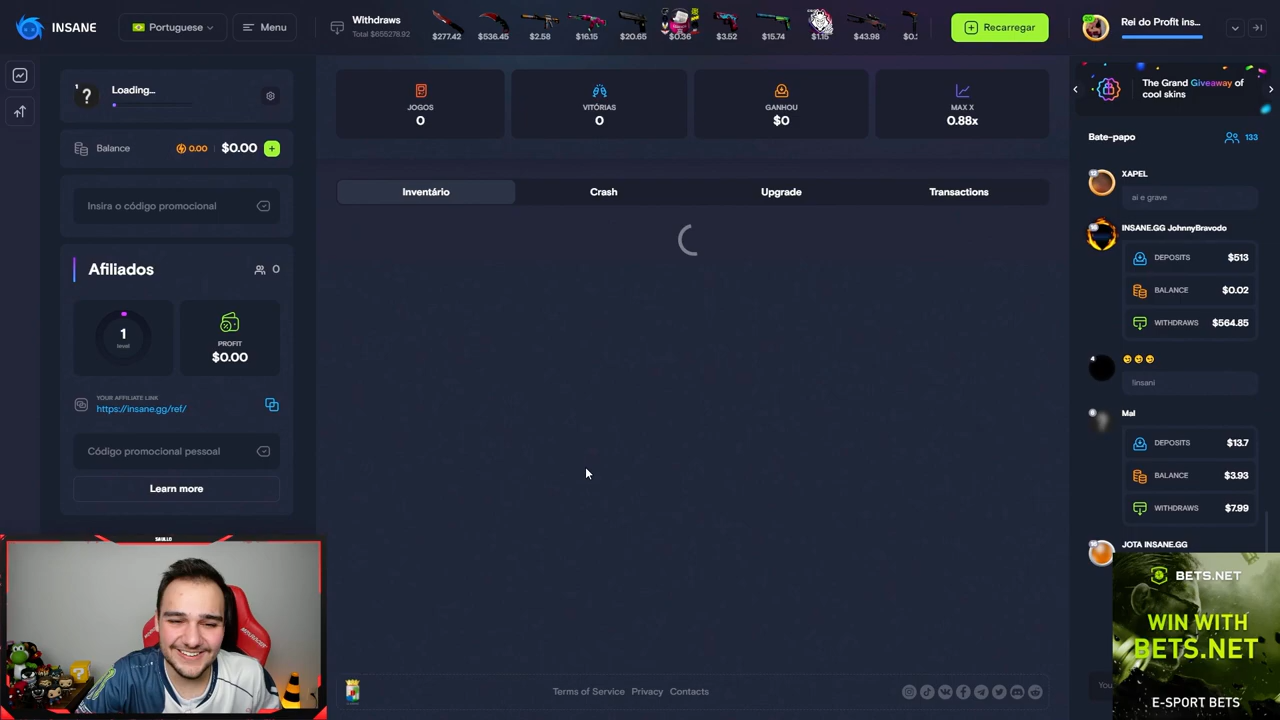 INSANE
Portuguese
Menu
Withdraws
Total $655278.92
$277.42
$536.45
$2.58
$16.15
$20.65
$0.36
$3.52
$15.74
$1.15
$43.98
Recarregar
20
Rei do Profit ins...
Loading...
Balance
0.00
$0.00
Insira o código promocional
Afiliados
0
1
level
PROFIT
$0.00
YOUR AFFILIATE LINK
https://insane.gg/ref/
Código promocional pessoal
Learn more
JOGOS
0
VITÓRIAS
0
GANHOU
$0
MAX X
0.88x
Inventário
Crash
Upgrade
Transactions
The Grand Giveaway of
cool skins
Bate-papo
133
XAPEL
ai e grave
INSANE.GG JohnnyBravodo
DEPOSITS
$513
BALANCE
$0.02
WITHDRAWS
$564.85
!insani
Mal
DEPOSITS
$13.7
BALANCE
$3.93
WITHDRAWS
$7.99
JOTA INSANE.GG
BETS.NET
WIN WITH
BETS.NET
E-SPORT BETS
SAULLO
Terms of Service
Privacy
Contacts